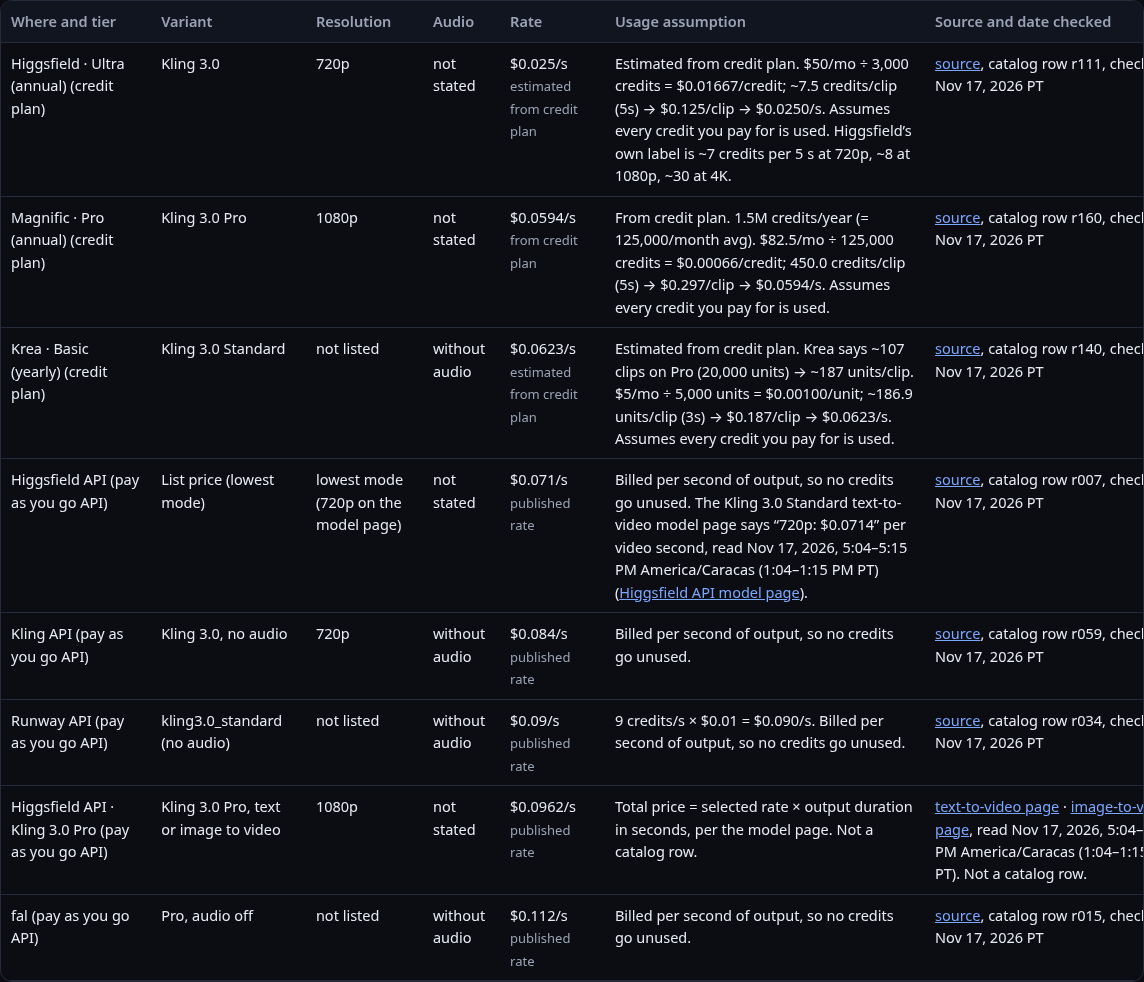 Where and tier Variant Resolution Audio Rate Usage assumption Source and date checked
Higgsfield · Ultra (annual) (credit plan)
Kling 3.0
720p
not stated
$0.025/s
estimated from credit plan
Estimated from credit plan. $50/mo ÷ 3,000
credits = $0.01667/credit; ~7.5 credits/clip
(5s) → $0.125/clip → $0.0250/s. Assumes
every credit you pay for is used. Higgsfield’s
own label is ~7 credits per 5 s at 720p, ~8 at
1080p, ~30 at 4K.
source, catalog row r111,
Nov 17, 2026 PT
Magnific · Pro (annual) (credit plan)
Kling 3.0 Pro
1080p
not stated
$0.0594/s
from credit plan
From credit plan. 1.5M credits/year (=
125,000/month avg). $82.5/mo ÷ 125,000
credits = $0.00066/credit; 450.0 credits/clip
(5s) → $0.297/clip → $0.0594/s. Assumes
every credit you pay for is used.
source, catalog row r160,
Nov 17, 2026 PT
Krea · Basic (yearly) (credit plan)
Kling 3.0 Standard
not listed
without audio
$0.0623/s
estimated from credit plan
Estimated from credit plan. Krea says ~107
clips on Pro (20,000 units) → ~187 units/clip.
$5/mo ÷ 5,000 units = $0.00100/unit; ~186.9
units/clip (3s) → $0.187/clip → $0.0623/s.
Assumes every credit you pay for is used.
source, catalog row r140,
Nov 17, 2026 PT
Higgsfield API (pay as you go API)
List price (lowest mode)
lowest mode (720p on the model page)
not stated
$0.071/s
published rate
Billed per second of output, so no credits
go unused. The Kling 3.0 Standard text-to-
video model page says “720p: $0.0714” per
video second, read Nov 17, 2026, 5:04–5:15
PM America/Caracas (1:04–1:15 PM PT)
(Higgsfield API model page).
source, catalog row r007,
Nov 17, 2026 PT
Kling API (pay as you go API)
Kling 3.0, no audio
720p
without audio
$0.084/s
published rate
Billed per second of output, so no credits
go unused.
source, catalog row r059,
Nov 17, 2026 PT
Runway API (pay as you go API)
kling3.0_standard (no audio)
not listed
without audio
$0.09/s
published rate
9 credits/s × $0.01 = $0.090/s. Billed per
second of output, so no credits go unused.
source, catalog row r034,
Nov 17, 2026 PT
Higgsfield API · Kling 3.0 Pro (pay as you go API)
Kling 3.0 Pro, text or image to video
1080p
not stated
$0.0962/s
published rate
Total price = selected rate × output duration
in seconds, per the model page. Not a
catalog row.
text-to-video page ·
page, read Nov 17, 2026,
PM America/Caracas
PT). Not a catalog row.
fal (pay as you go API)
Pro, audio off
not listed
without audio
$0.112/s
published rate
Billed per second of output, so no credits
go unused.
source, catalog row r015,
Nov 17, 2026 PT